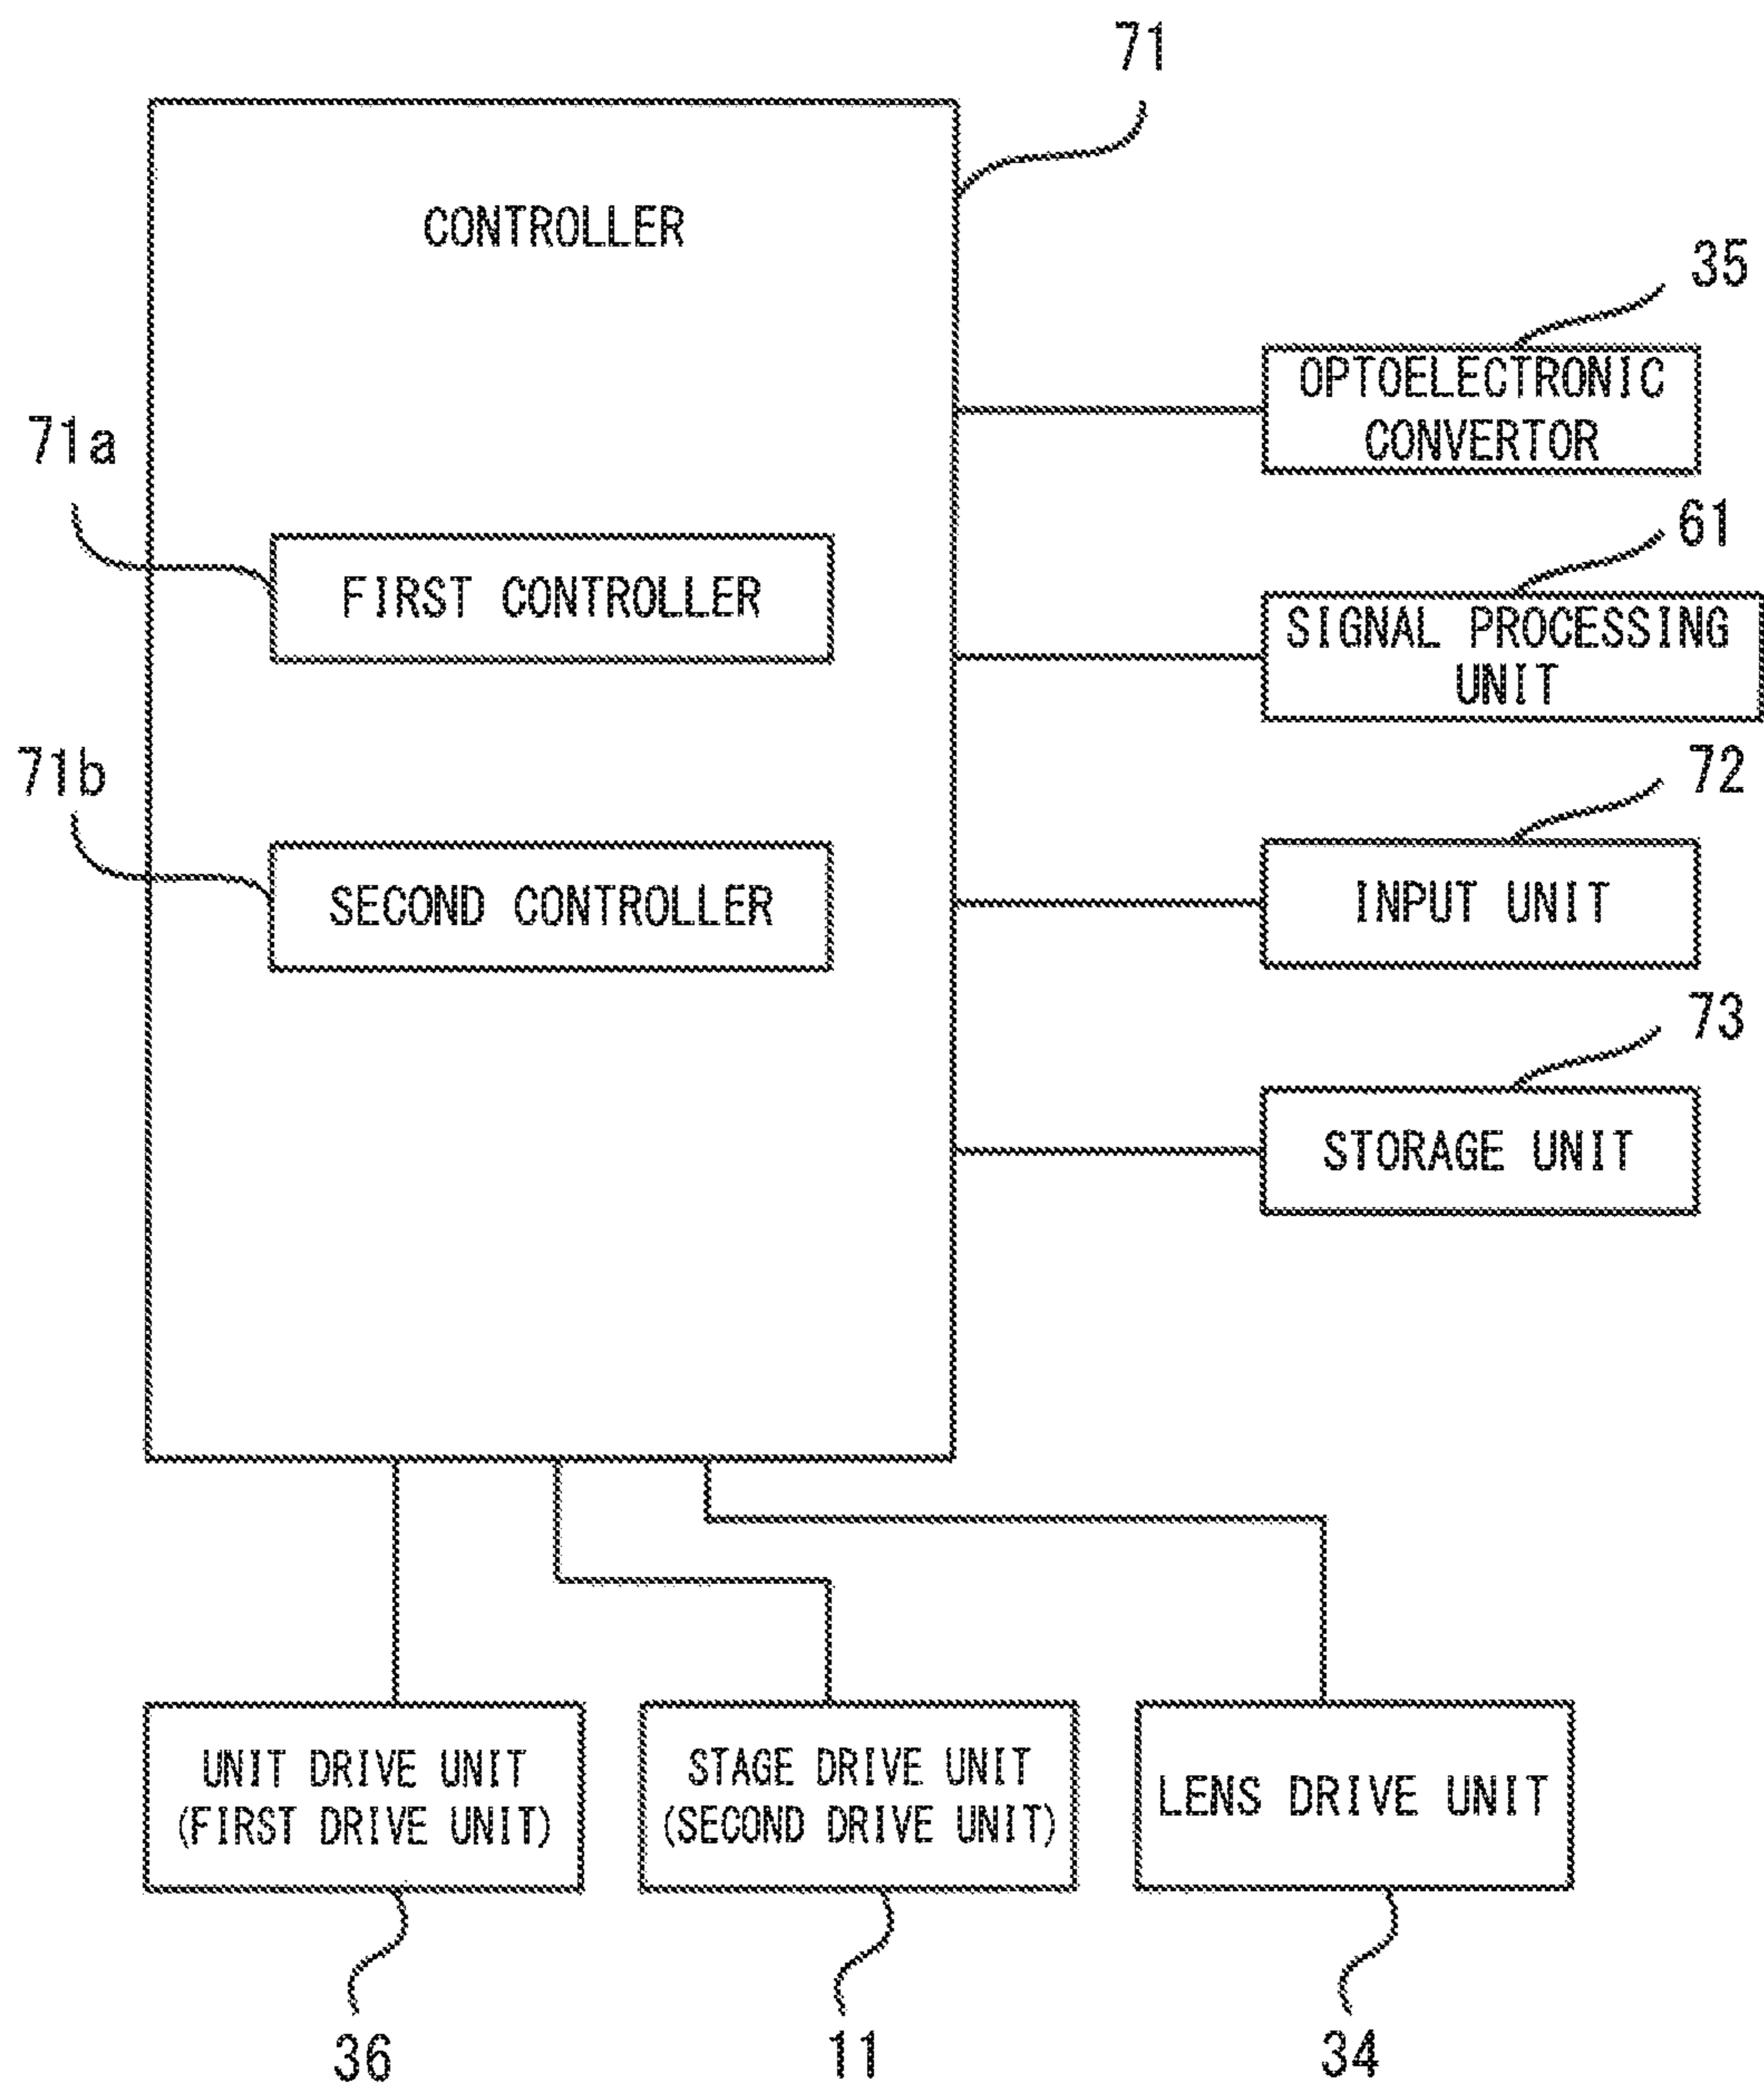 71
CONTROLLER
35
OPTOELECTRONIC
CONVERTOR
71a
FIRST CONTROLLER
61
SIGNAL PROCESSING
UNIT
71b
SECOND CONTROLLER
72
INPUT UNIT
73
STORAGE UNIT
UNIT DRIVE UNIT
(FIRST DRIVE UNIT)
STAGE DRIVE UNIT
(SECOND DRIVE UNIT)
LENS DRIVE UNIT
36
11
34